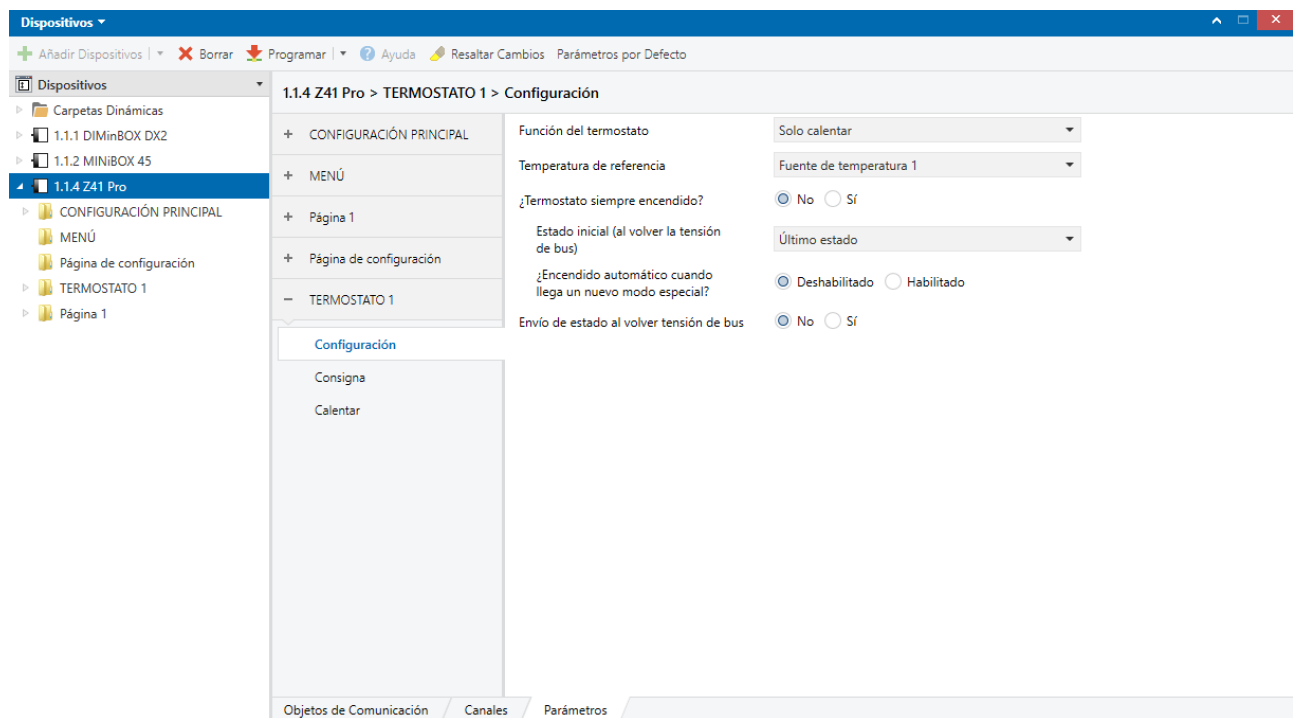 Dispositivos
Añadir Dispositivos Borrar Programar Ayuda Resaltar Cambios Parámetros por Defecto
Dispositivos
Carpetas Dinámicas
1.1.1 DIMinBOX DX2
1.1.2 MINiBOX 45
1.1.4 Z41 Pro
CONFIGURACIÓN PRINCIPAL
MENÚ
Página de configuración
TERMOSTATO 1
Página 1
1.1.4 Z41 Pro > TERMOSTATO 1 > Configuración
+ CONFIGURACIÓN PRINCIPAL
+ MENÚ
+ Página 1
+ Página de configuración
− TERMOSTATO 1
Configuración
Consigna
Calentar
Función del termostato Solo calentar
Temperatura de referencia Fuente de temperatura 1
¿Termostato siempre encendido? No Sí
Estado inicial (al volver la tensión
de bus) Último estado
¿Encendido automático cuando
llega un nuevo modo especial? Deshabilitado Habilitado
Envío de estado al volver tensión de bus No Sí
Objetos de Comunicación Canales Parámetros